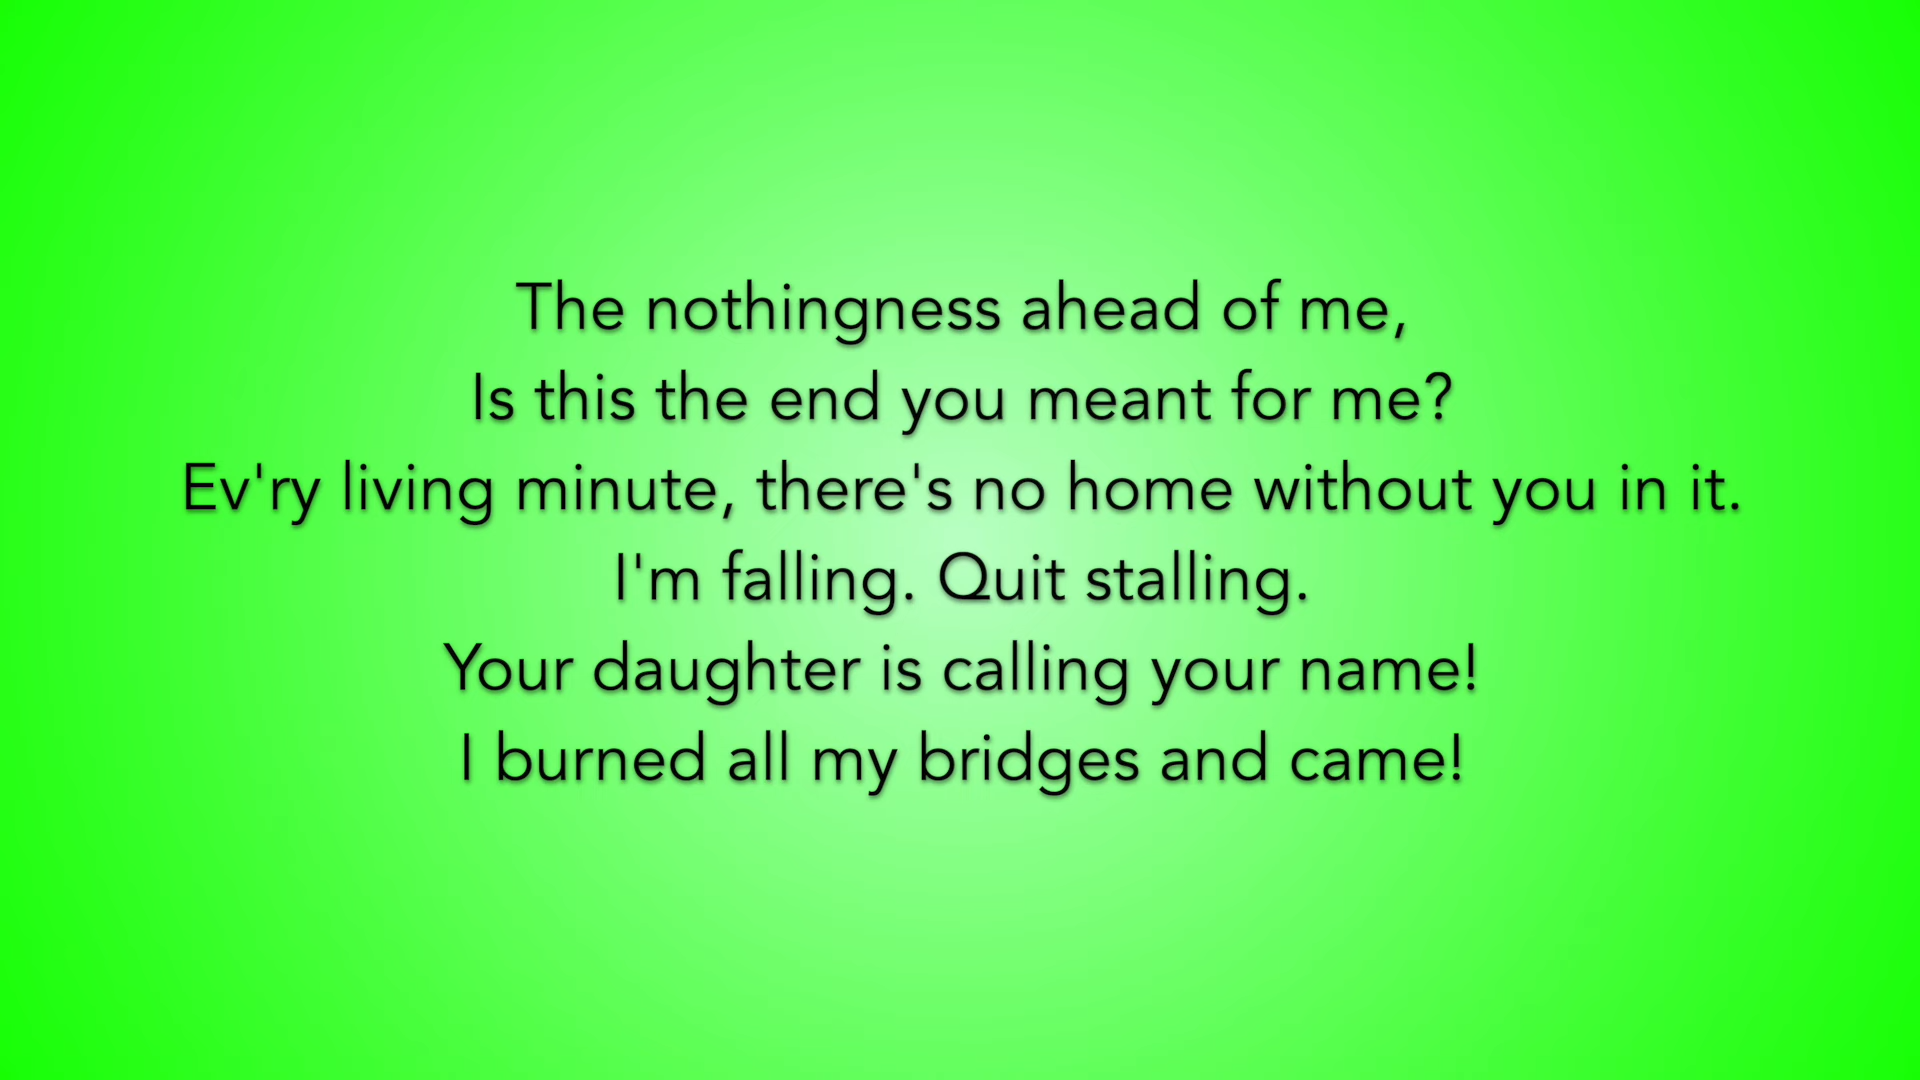 The nothingness ahead of me,
Is this the end you meant for me?
Ev'ry living minute, there's no home without you in it.
I'm falling. Quit stalling.
Your daughter is calling your name!
I burned all my bridges and came!